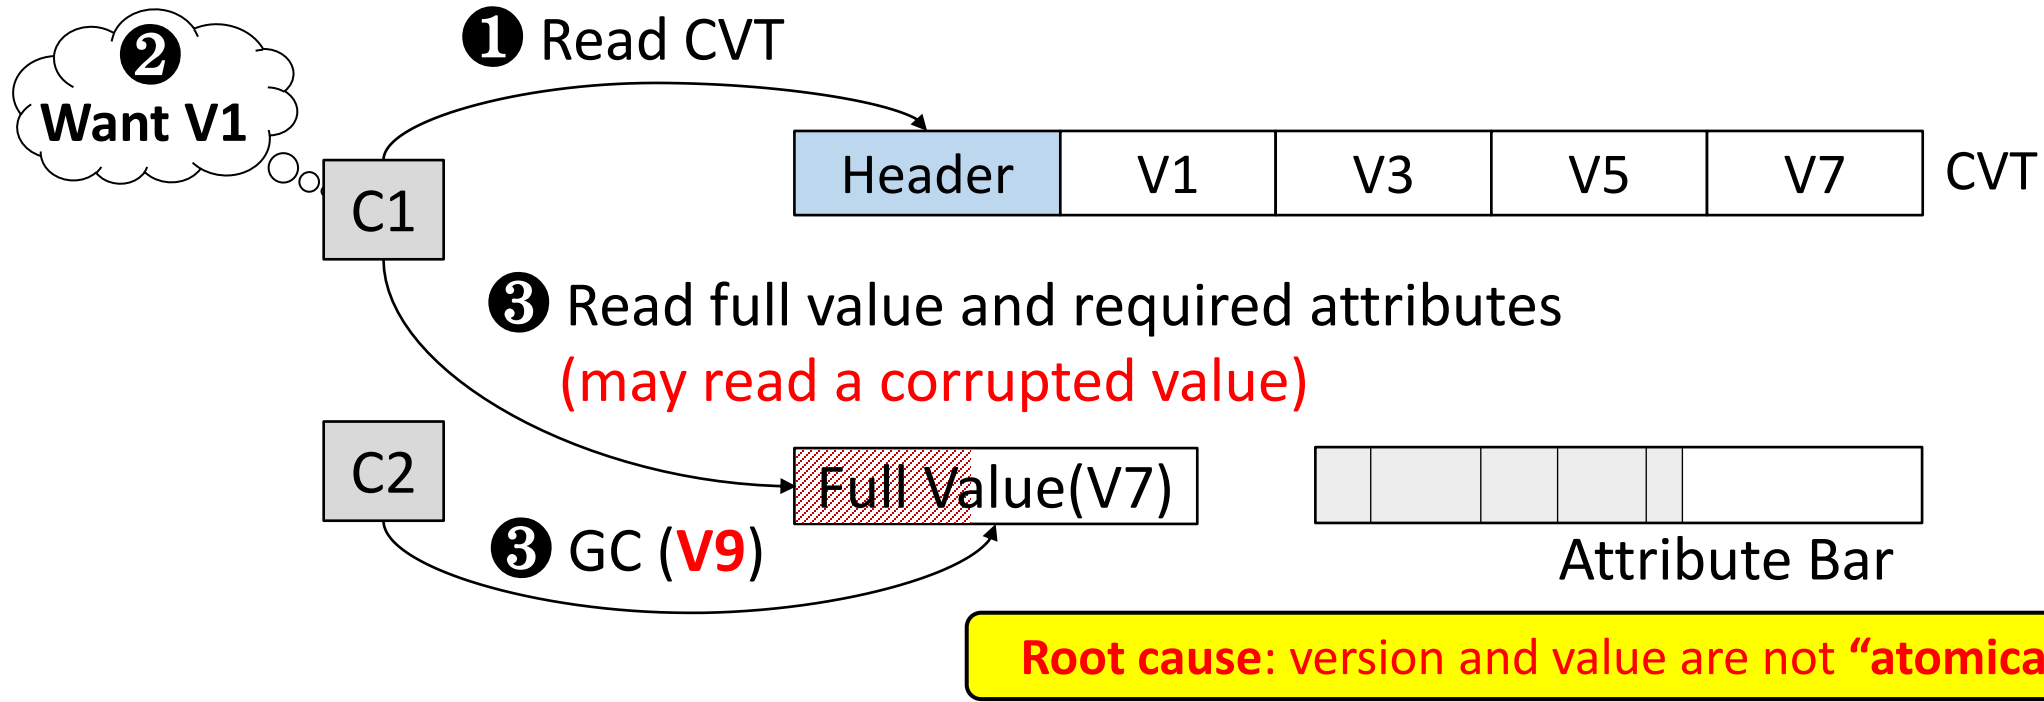 ❶ Read CVT
❷
Want V1
C1
Header V1 V3 V5 V7 CVT
❸ Read full value and required attributes
(may read a corrupted value)
C2
Full Value(V7)
❸ GC (V9)
Attribute Bar
Root cause: version and value are not “atomica